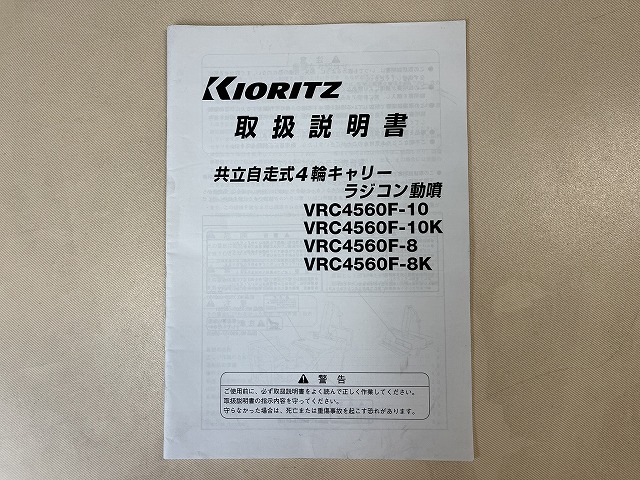 KIORITZ
取扱説明書
共立自走式4輪キャリー
ラジコン動噴
VRC4560F-10
VRC4560F-10K
VRC4560F-8
VRC4560F-8K
⚠ 警告
ご使用前に、必ず取扱説明書をよく読んで正しく作業してください。
取扱説明書の指示内容を守ってください。
守らなかった場合は、死亡または重傷事故を起こす恐れがあります。